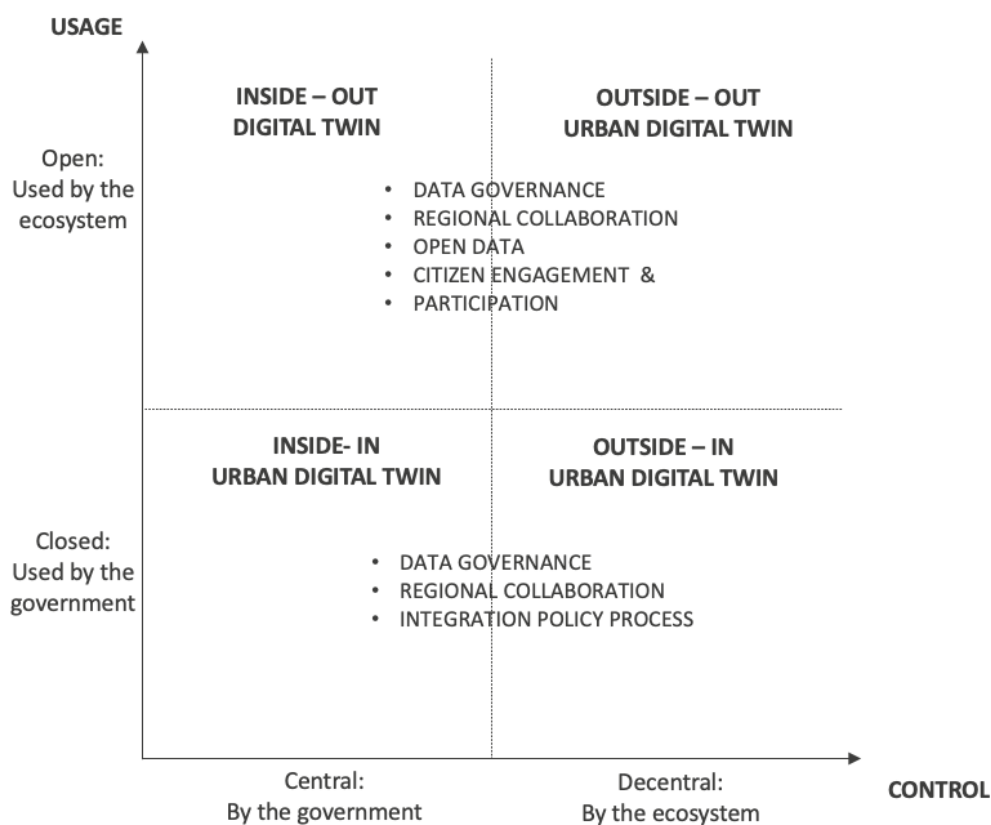 USAGE
INSIDE – OUT
DIGITAL TWIN
OUTSIDE – OUT
URBAN DIGITAL TWIN
Open:
Used by the
ecosystem
• DATA GOVERNANCE
• REGIONAL COLLABORATION
• OPEN DATA
• CITIZEN ENGAGEMENT &
• PARTICIPATION
INSIDE- IN
URBAN DIGITAL TWIN
OUTSIDE – IN
URBAN DIGITAL TWIN
Closed:
Used by the
government
• DATA GOVERNANCE
• REGIONAL COLLABORATION
• INTEGRATION POLICY PROCESS
Central:
By the government
Decentral:
By the ecosystem
CONTROL